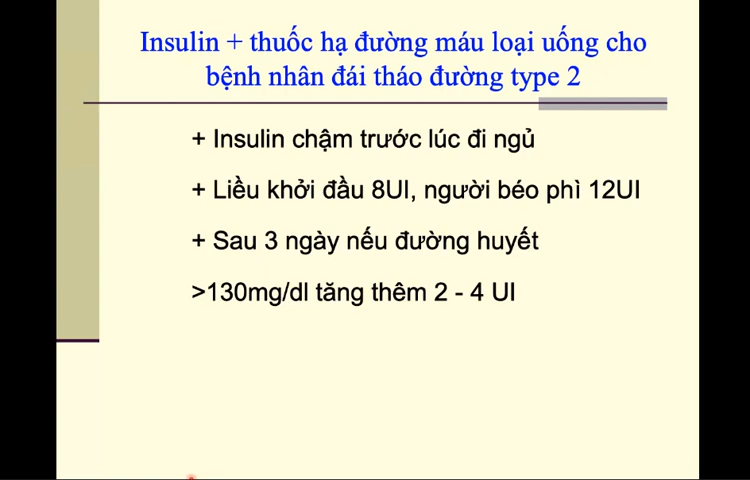 Insulin + thuốc hạ đường máu loại uống cho
bệnh nhân đái tháo đường type 2
+ Insulin chậm trước lúc đi ngủ
+ Liều khởi đầu 8UI, người béo phì 12UI
+ Sau 3 ngày nếu đường huyết
>130mg/dl tăng thêm 2 - 4 UI